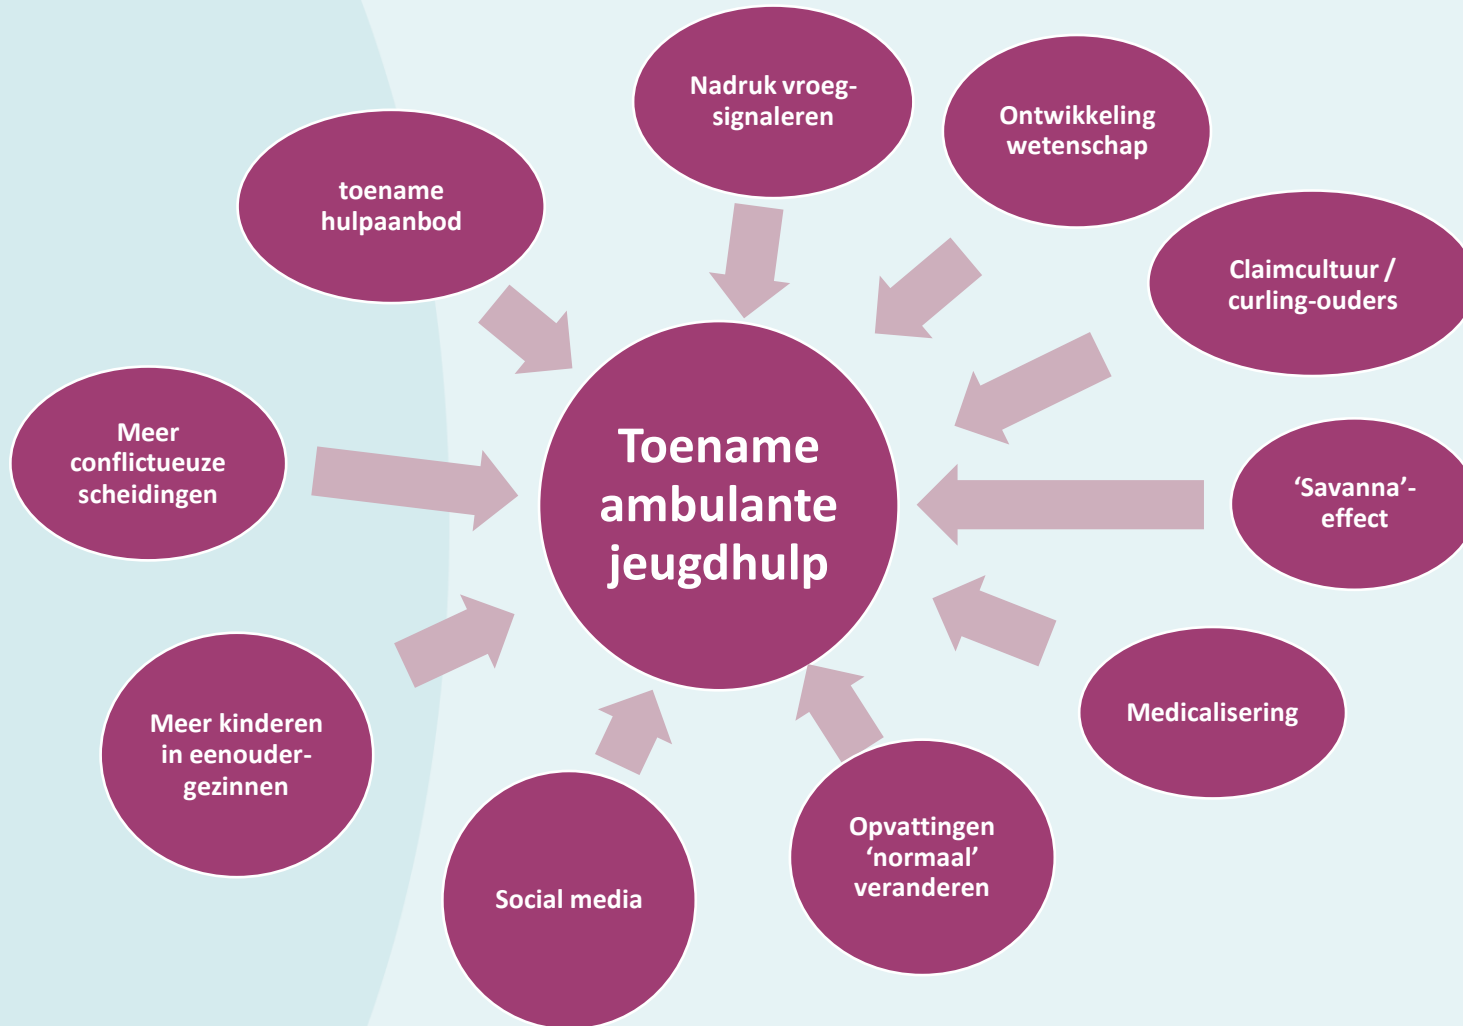 Nadruk vroeg-
signaleren
Ontwikkeling
wetenschap
toename
hulpaanbod
Claimcultuur /
curling-ouders
Meer
conflictueuze
scheidingen
Toename
ambulante
jeugdhulp
‘Savanna’-
effect
Meer kinderen
in eenouder-
gezinnen
Medicalisering
Opvattingen
‘normaal’
veranderen
Social media